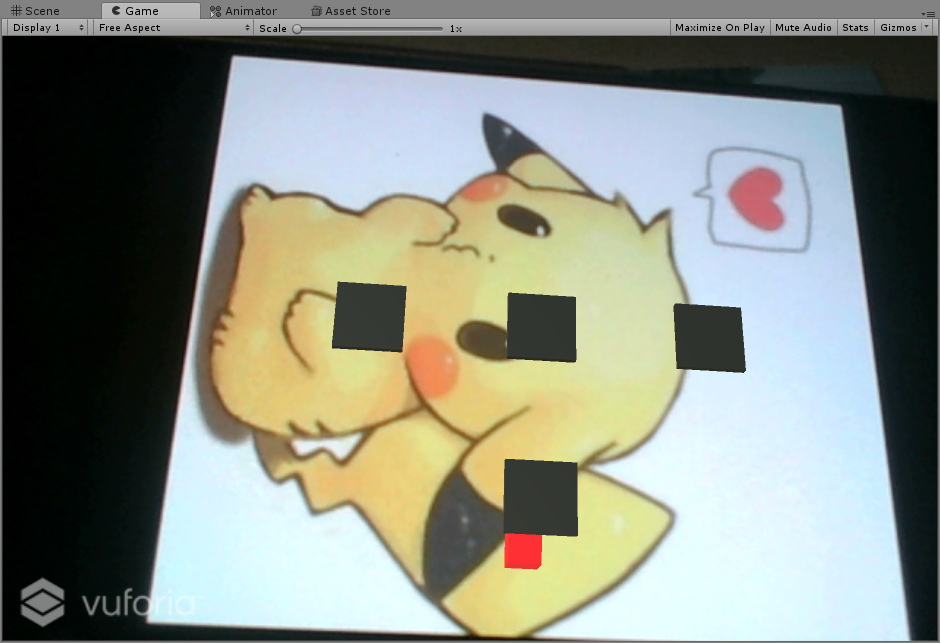 Scene Game Animator Asset Store
Display 1 Free Aspect Scale 1x Maximize On Play Mute Audio Stats Gizmos
vuforia